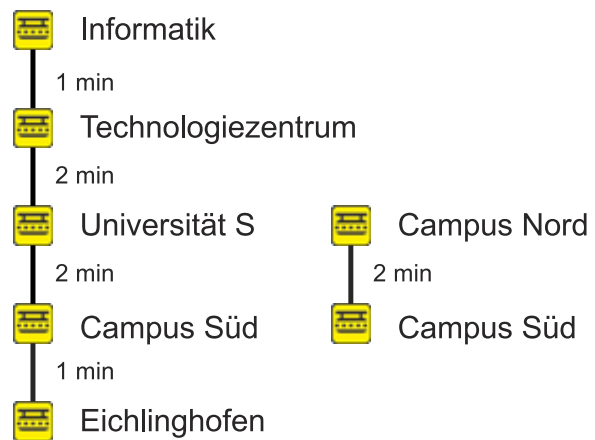 Informatik
1 min
Technologiezentrum
2 min
Universität S
Campus Nord
2 min
2 min
Campus Süd
Campus Süd
1 min
Eichlinghofen